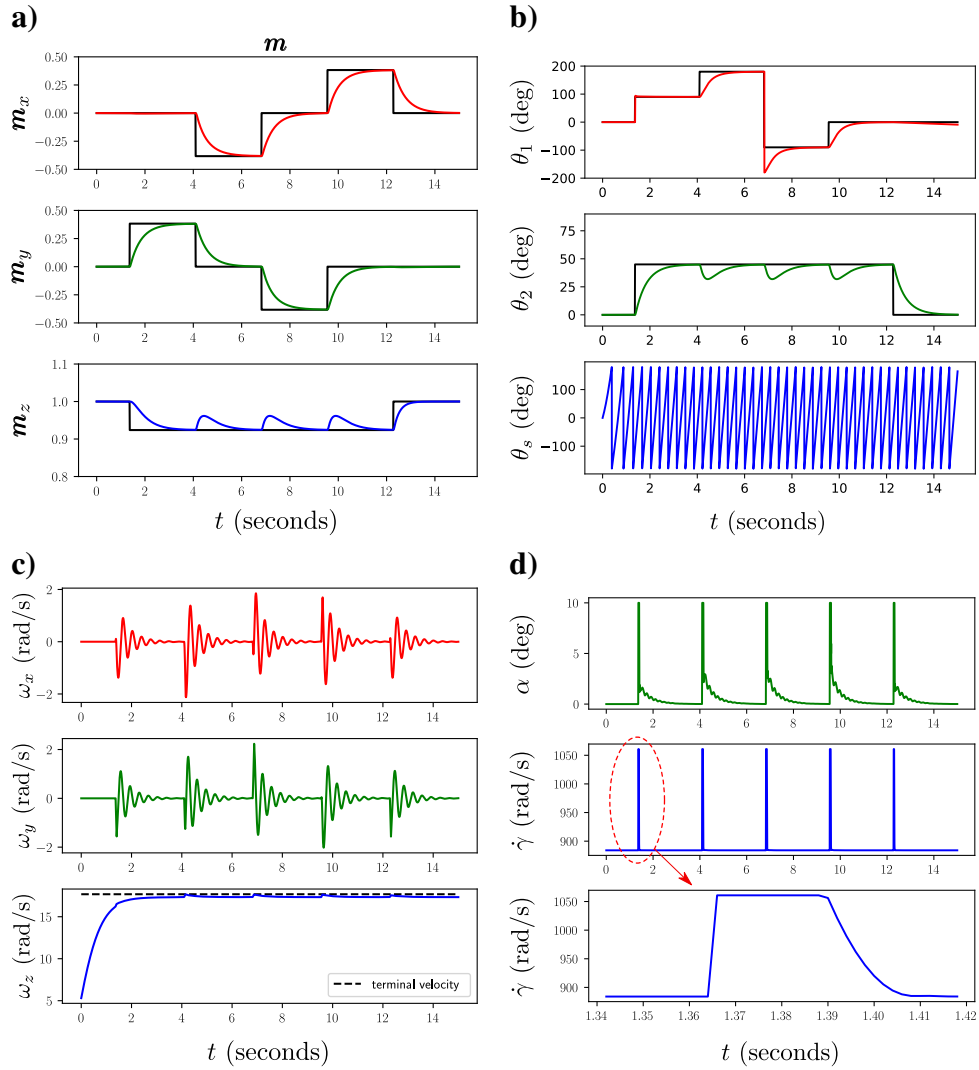 a)
m
m_x
0.50
0.25
0.00
−0.25
−0.50
0 2 4 6 8 10 12 14
m_y
0.50
0.25
0.00
−0.25
−0.50
0 2 4 6 8 10 12 14
m_z
1.1
1.0
0.9
0.8
0 2 4 6 8 10 12 14
t (seconds)
b)
θ_1 (deg)
200
100
0
−100
−200
0 2 4 6 8 10 12 14
θ_2 (deg)
75
50
25
0
0 2 4 6 8 10 12 14
θ_s (deg)
100
0
−100
0 2 4 6 8 10 12 14
t (seconds)
c)
ω_x (rad/s)
2
0
−2
0 2 4 6 8 10 12 14
ω_y (rad/s)
2
0
−2
0 2 4 6 8 10 12 14
ω_z (rad/s)
15
10
5
terminal velocity
0 2 4 6 8 10 12 14
t (seconds)
d)
α (deg)
10
5
0
0 2 4 6 8 10 12 14
γ̇ (rad/s)
1050
1000
950
900
0 2 4 6 8 10 12 14
γ̇ (rad/s)
1050
1000
950
900
1.34 1.35 1.36 1.37 1.38 1.39 1.40 1.41 1.42
t (seconds)